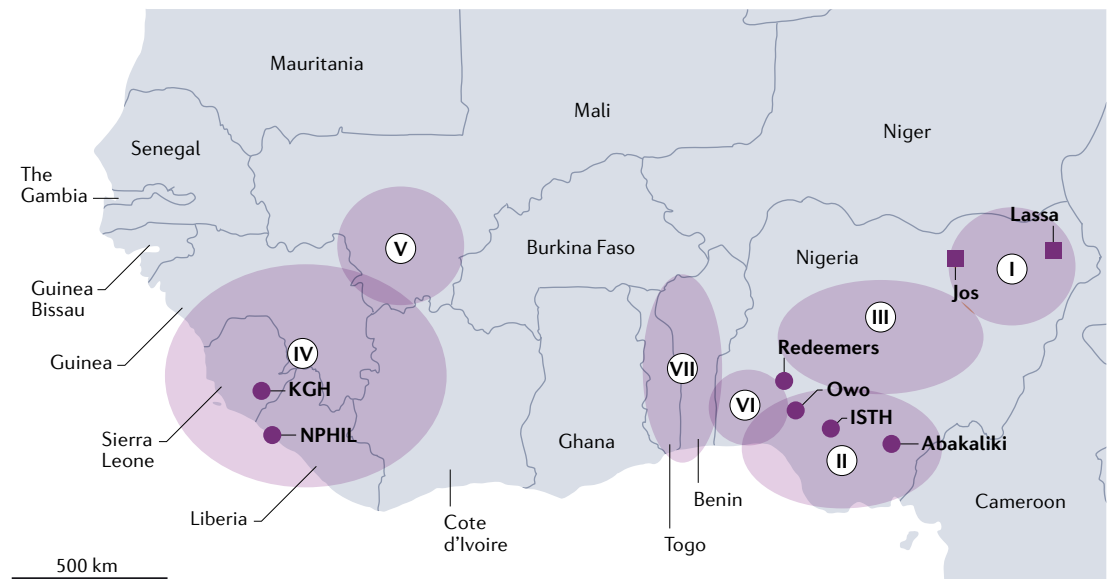 Mauritania
Mali
Niger
Senegal
The
Gambia
Lassa
V
Burkina Faso
Nigeria
I
Guinea
Bissau
Jos
III
Guinea
IV
Redeemers
VII
KGH
Owo
VI
ISTH
NPHIL
Abakaliki
Sierra
Leone
Ghana
II
Benin
Cameroon
Liberia
Cote
d'Ivoire
Togo
500 km